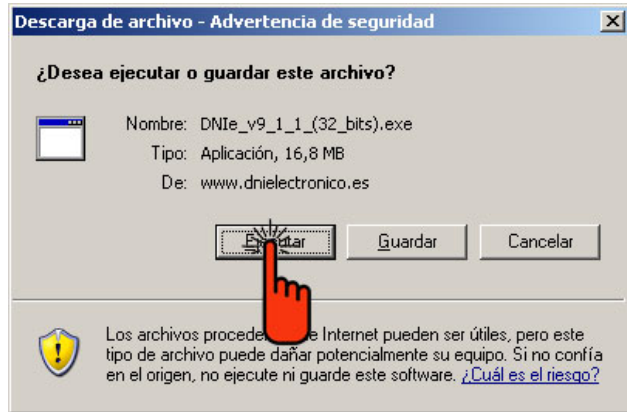 Descarga de archivo - Advertencia de seguridad
¿Desea ejecutar o guardar este archivo?
Nombre: DNIe_v9_1_1_(32_bits).exe
Tipo: Aplicación, 16,8 MB
De: www.dnielectronico.es
Ejecutar Guardar Cancelar
Los archivos procedentes de Internet pueden ser útiles, pero este
tipo de archivo puede dañar potencialmente su equipo. Si no confía
en el origen, no ejecute ni guarde este software. ¿Cuál es el riesgo?